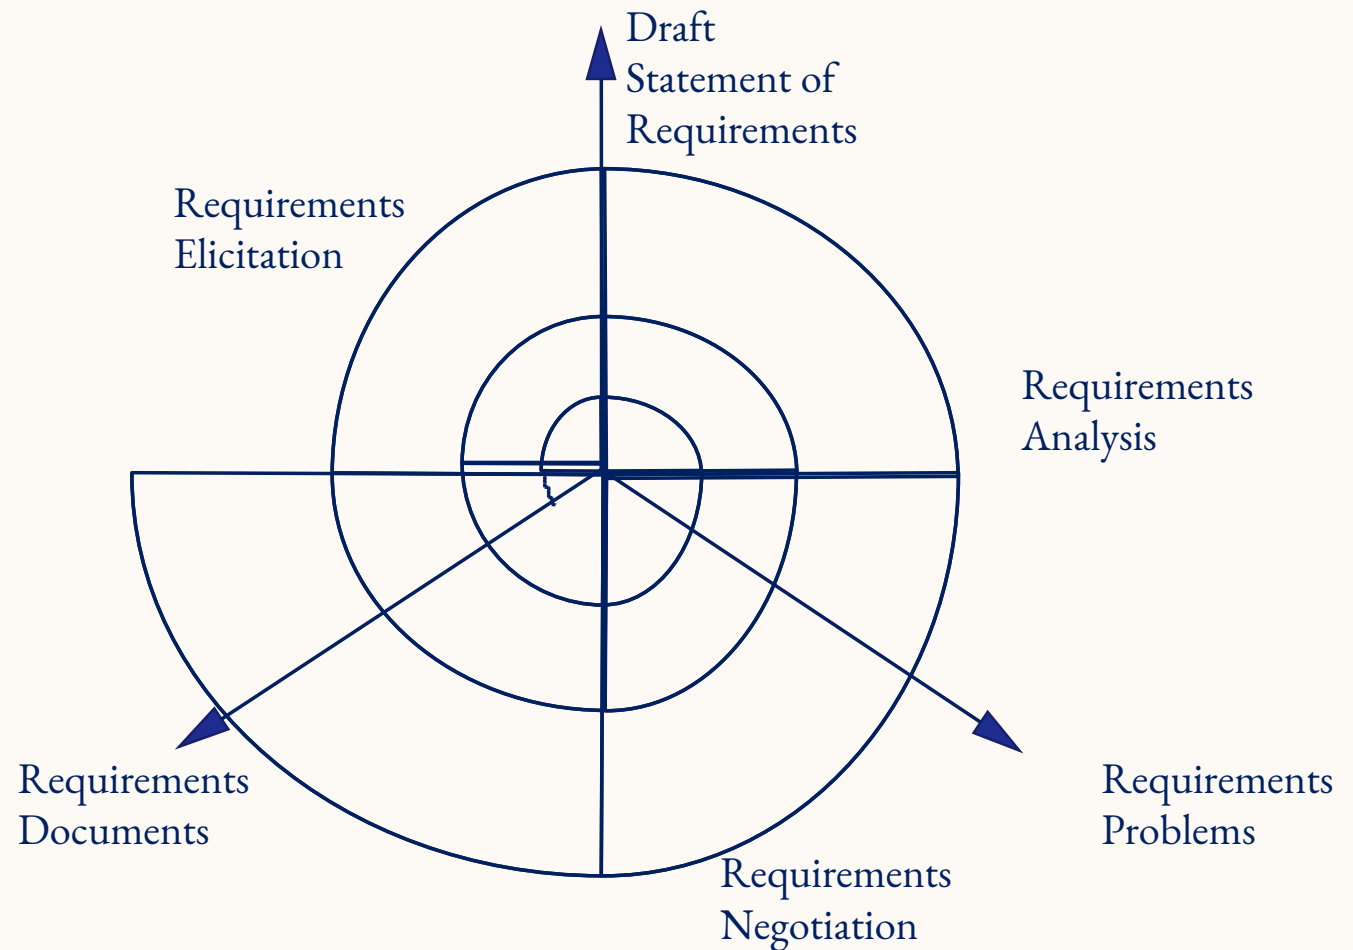 Draft
Statement of
Requirements
Requirements
Elicitation
Requirements
Analysis
Requirements
Documents
Requirements
Problems
Requirements
Negotiation